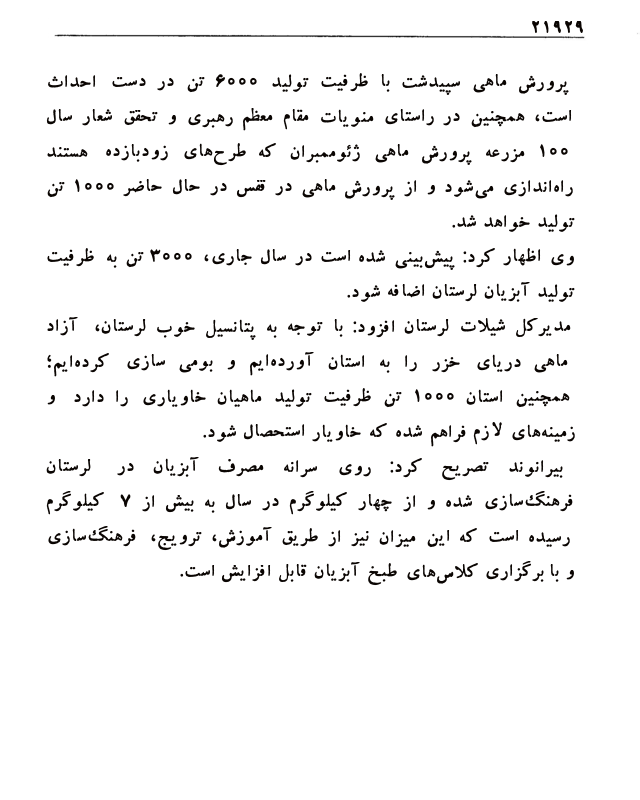 ۲۱۹۲۹
پرورش ماهی سپیدشت با ظرفیت تولید ۶۰۰۰ تن در دست احداث
است، همچنین در راستای منویات مقام معظم رهبری و تحقق شعار سال
۱۰۰ مزرعه پرورش ماهی ژئوممبران که طرح‌های زودبازده هستند
راه‌اندازی می‌شود و از پرورش ماهی در قفس در حال حاضر ۱۰۰۰ تن
تولید خواهد شد.
وی اظهار کرد: پیش‌بینی شده است در سال جاری، ۳۰۰۰ تن به ظرفیت
تولید آبزیان لرستان اضافه شود.
مدیرکل شیلات لرستان افزود: با توجه به پتانسیل خوب لرستان، آزاد
ماهی دریای خزر را به استان آورده‌ایم و بومی سازی کرده‌ایم؛
همچنین استان ۱۰۰۰ تن ظرفیت تولید ماهیان خاویاری را دارد و
زمینه‌های لازم فراهم شده که خاویار استحصال شود.
بیرانوند تصریح کرد: روی سرانه مصرف آبزیان در لرستان
فرهنگ‌سازی شده و از چهار کیلوگرم در سال به بیش از ۷ کیلوگرم
رسیده است که این میزان نیز از طریق آموزش، ترویج، فرهنگ‌سازی
و با برگزاری کلاس‌های طبخ آبزیان قابل افزایش است.